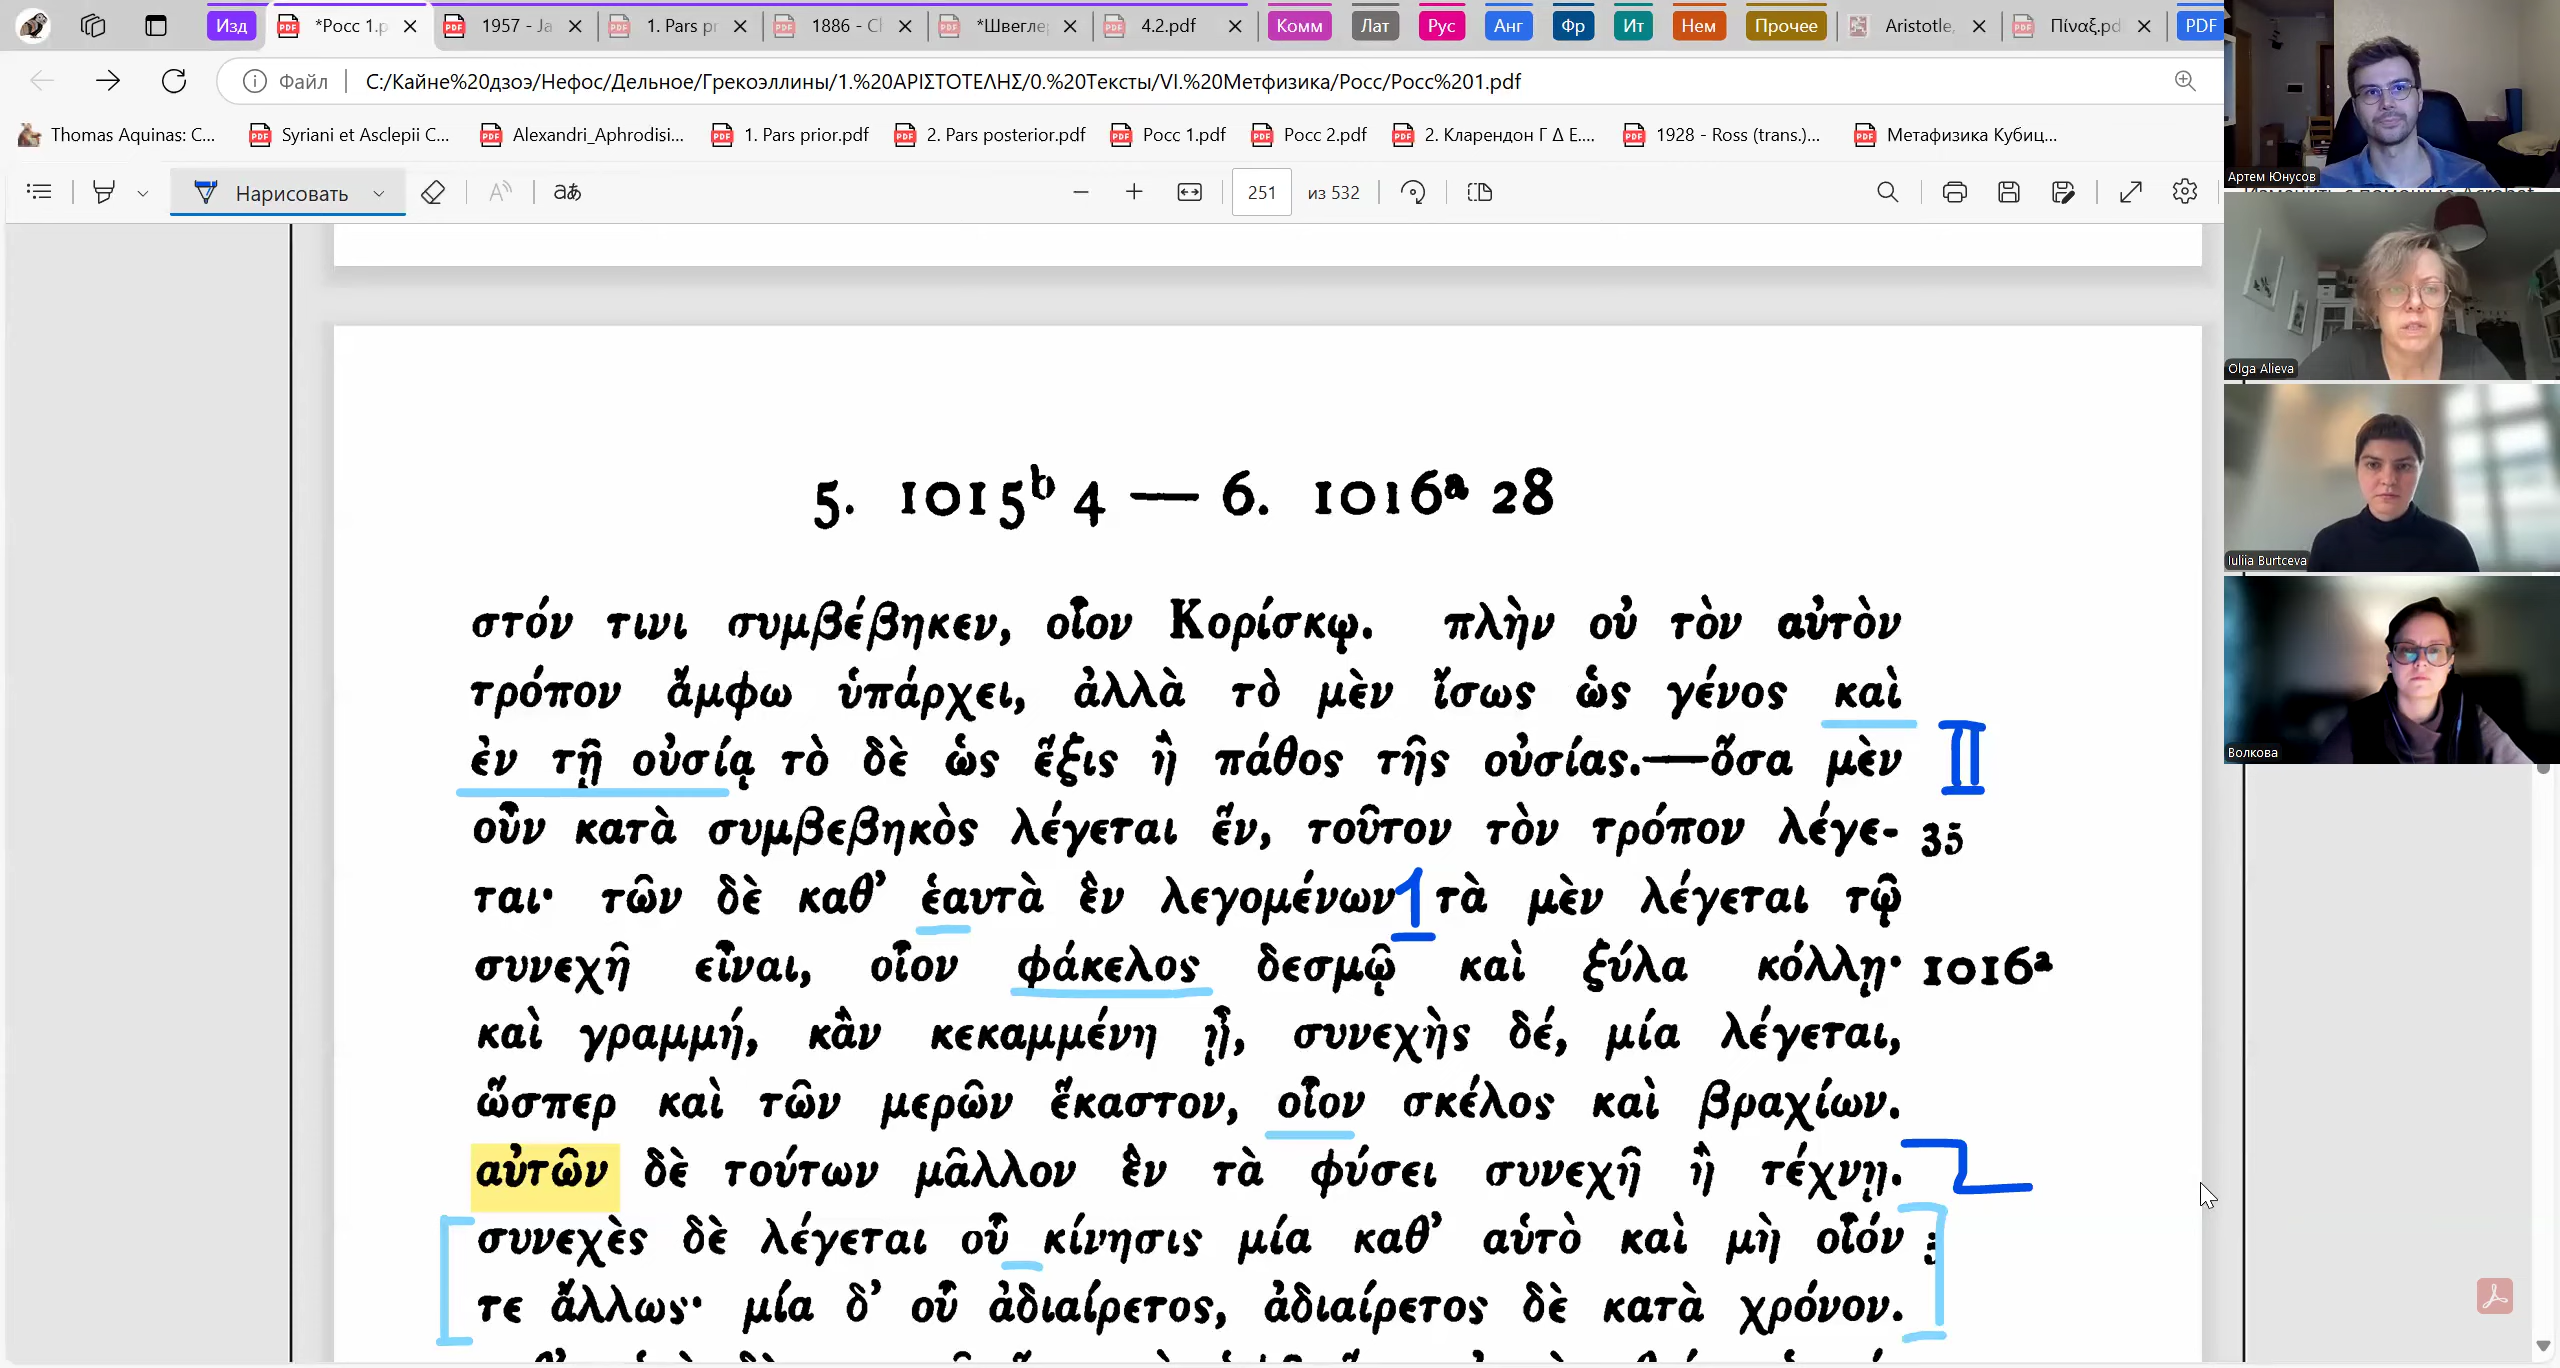 Изд
*Росс 1.p
1957 - Ja
1. Pars pr
1886 - Cl
*Швегле
4.2.pdf
Комм
Лат
Рус
Анг
Фр
Ит
Нем
Прочее
Aristotle,
Πίναξ.pd
PDF
Файл
C:/Кайне%20дзоэ/Нефос/Дельное/Грекоэллины/1.%20ΑΡΙΣΤΟΤΕΛΗΣ/0.%20Тексты/VI.%20Метфизика/Росс/Росс%201.pdf
Thomas Aquinas: C...
Syriani et Asclepii C...
Alexandri_Aphrodisi...
1. Pars prior.pdf
2. Pars posterior.pdf
Росс 1.pdf
Росс 2.pdf
2. Кларендон Γ Δ Ε....
1928 - Ross (trans.)...
Метафизика Кубиц...
Нарисовать
251 из 532
Артем Юнусов
Olga Alieva
Iuliia Burtceva
Волкова
5. 1015ᵇ 4 — 6. 1016ᵃ 28
στόν τινι συμβέβηκεν, οἷον Κορίσκῳ. πλὴν οὐ τὸν αὐτὸν
τρόπον ἄμφω ὑπάρχει, ἀλλὰ τὸ μὲν ἴσως ὡς γένος καὶ
ἐν τῇ οὐσίᾳ τὸ δὲ ὡς ἕξις ἢ πάθος τῆς οὐσίας.—ὅσα μὲν II
οὖν κατὰ συμβεβηκὸς λέγεται ἕν, τοῦτον τὸν τρόπον λέγε- 35
ται· τῶν δὲ καθ’ ἑαυτὰ ἓν λεγομένων 1 τὰ μὲν λέγεται τῷ
συνεχῆ εἶναι, οἷον φάκελος δεσμῷ καὶ ξύλα κόλλῃ· 1016ᵃ
καὶ γραμμή, κἂν κεκαμμένη ᾖ, συνεχὴς δέ, μία λέγεται,
ὥσπερ καὶ τῶν μερῶν ἕκαστον, οἷον σκέλος καὶ βραχίων.
αὐτῶν δὲ τούτων μᾶλλον ἓν τὰ φύσει συνεχῆ ἢ τέχνῃ.
συνεχὲς δὲ λέγεται οὗ κίνησις μία καθ’ αὑτὸ καὶ μὴ οἷόν
τε ἄλλως· μία δ’ οὗ ἀδιαίρετος, ἀδιαίρετος δὲ κατὰ χρόνον.